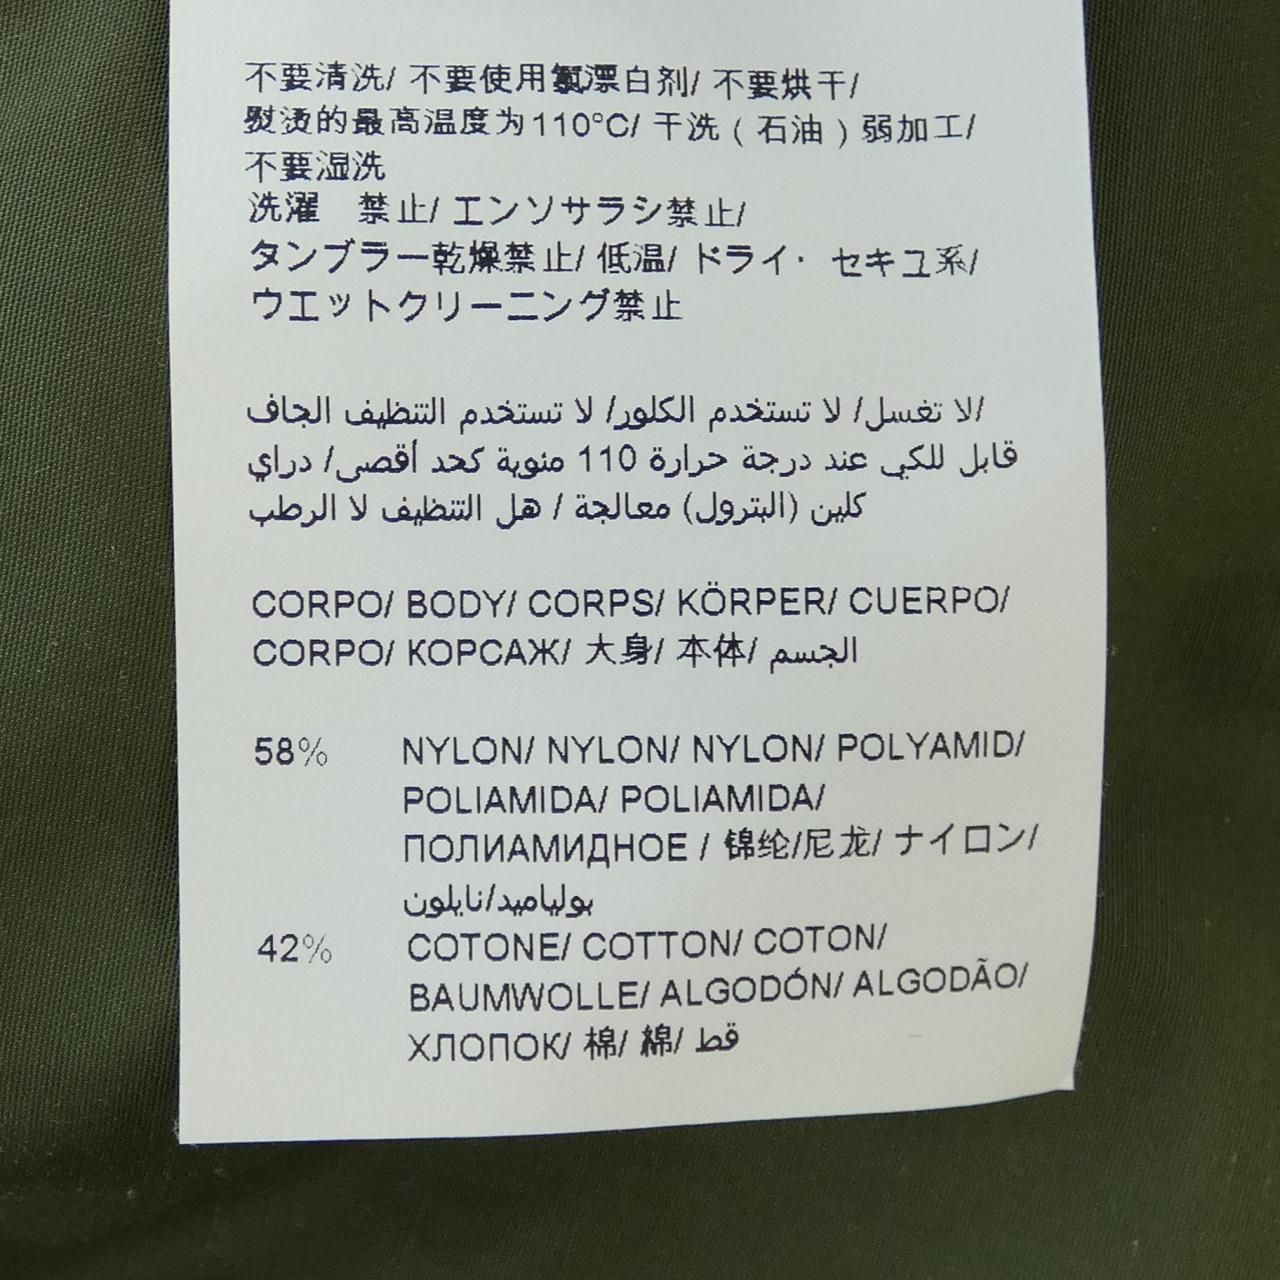 不要清洗/ 不要使用氯漂白剂/ 不要烘干/
熨烫的最高温度为110°C/ 干洗（石油）弱加工/
不要湿洗
洗濯　禁止/ エンソサラシ禁止/
タンブラー乾燥禁止/ 低温/ ドライ・セキユ系/
ウエットクリーニング禁止
لا تغسل/ لا تستخدم الكلور/ لا تستخدم التنظيف الجاف/
قابل للكي عند درجة حرارة 110 مئوية كحد أقصى/ دراي
كلين (البترول) معالجة / هل التنظيف لا الرطب
CORPO/ BODY/ CORPS/ KÖRPER/ CUERPO/
CORPO/ КОРСАЖ/ 大身/ 本体/ الجسم
58% NYLON/ NYLON/ NYLON/ POLYAMID/
POLIAMIDA/ POLIAMIDA/
ПОЛИАМИДНОЕ / 锦纶/尼龙/ ナイロン/
بولياميد/نايلون
42% COTONE/ COTTON/ COTON/
BAUMWOLLE/ ALGODÓN/ ALGODÃO/
ХЛОПОК/ 棉/ 綿/ قط